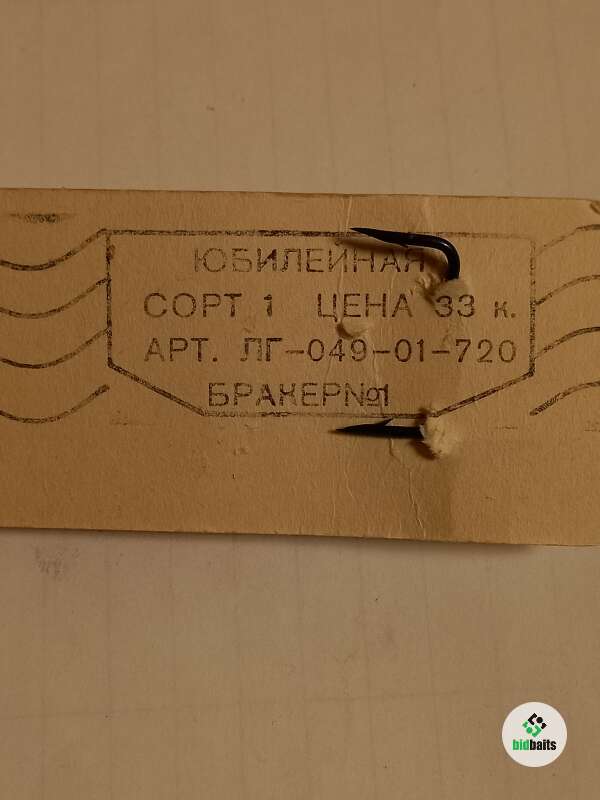 ЮБИЛЕЙНАЯ
СОРТ 1 ЦЕНА 33 к.
АРТ. ЛГ-049-01-720
БРАКЕР№1
bidbaits